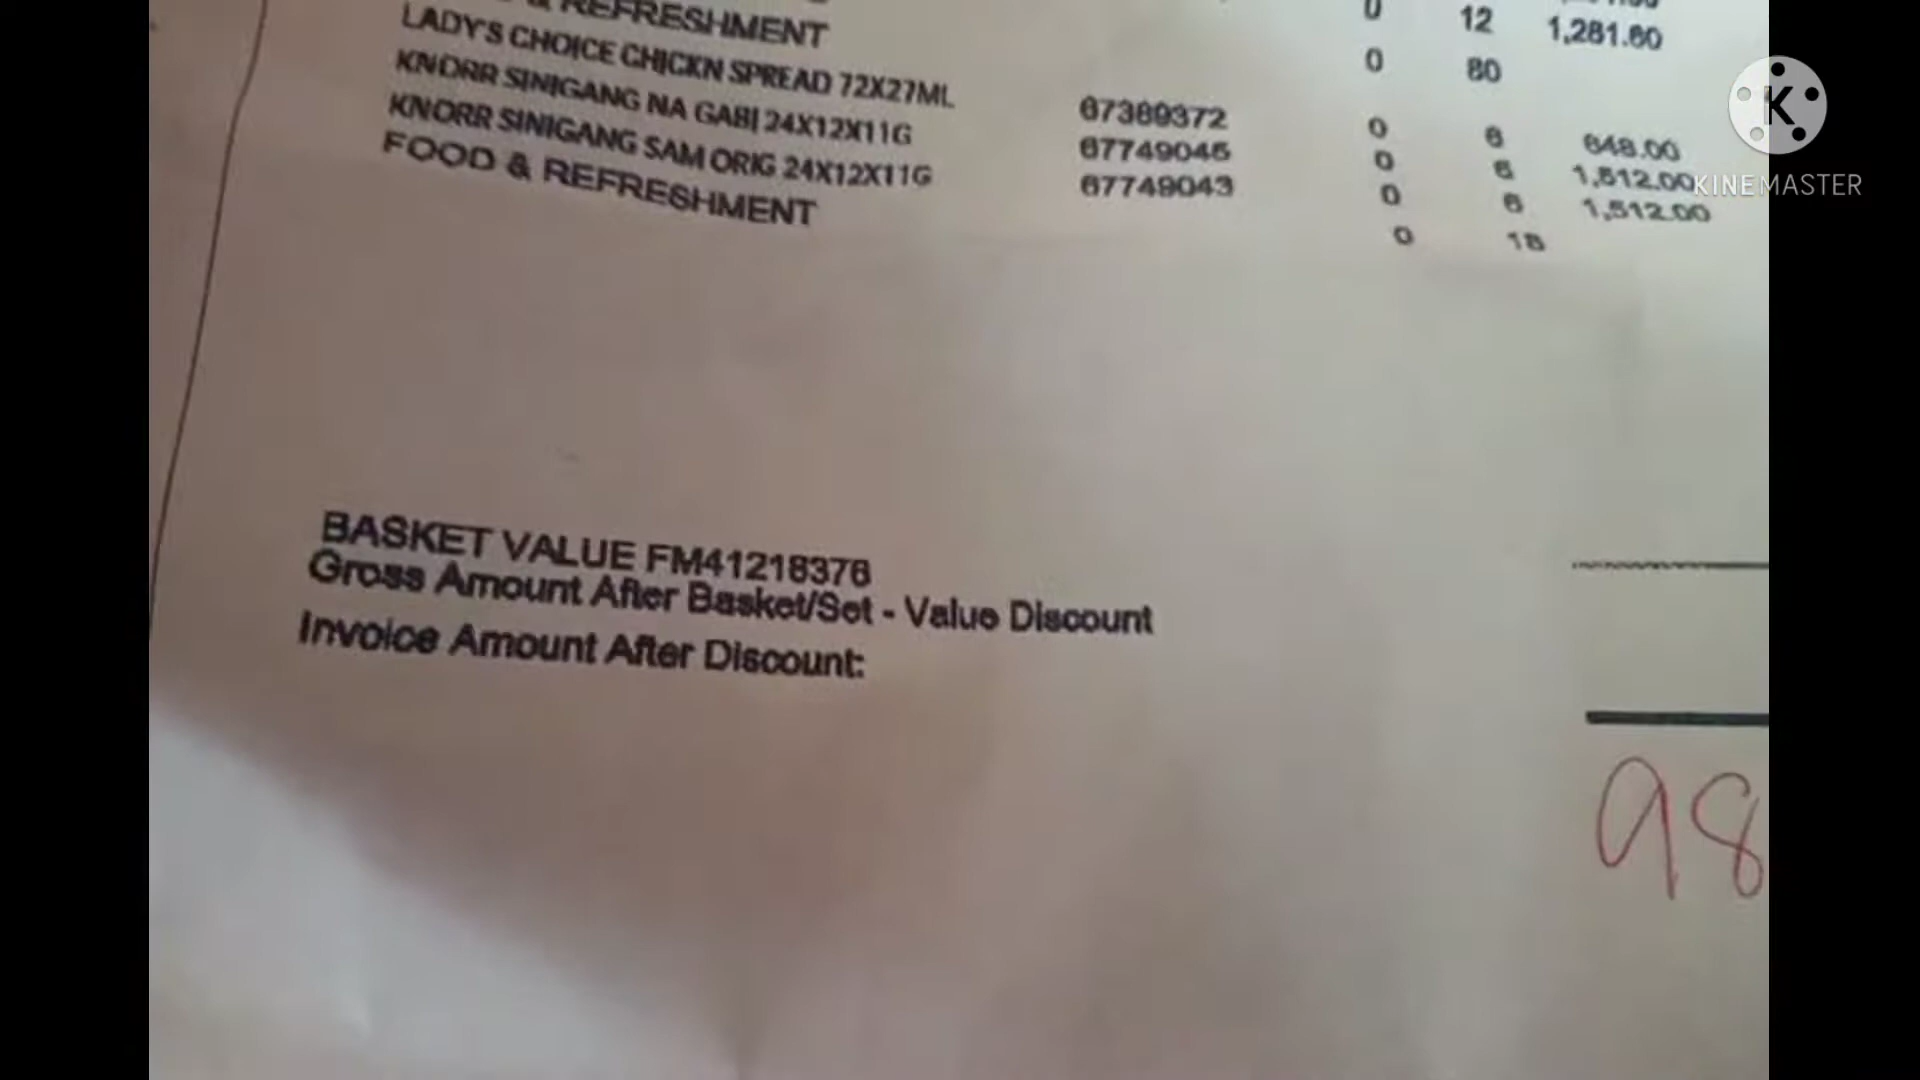 & REFRESHMENT 0 12 1,281.60
0 80
LADY'S CHOICE CHICKN SPREAD 72X27ML 67389372 0 6 648.00
KNORR SINIGANG NA GABI 24X12X11G 67749045 0 6 1,512.00
KNORR SINIGANG SAM ORIG 24X12X11G 67749043 0 6 1,512.00
FOOD & REFRESHMENT 0 18
BASKET VALUE FM41218376
Gross Amount After Basket/Set - Value Discount
Invoice Amount After Discount:
98
K
KINEMASTER